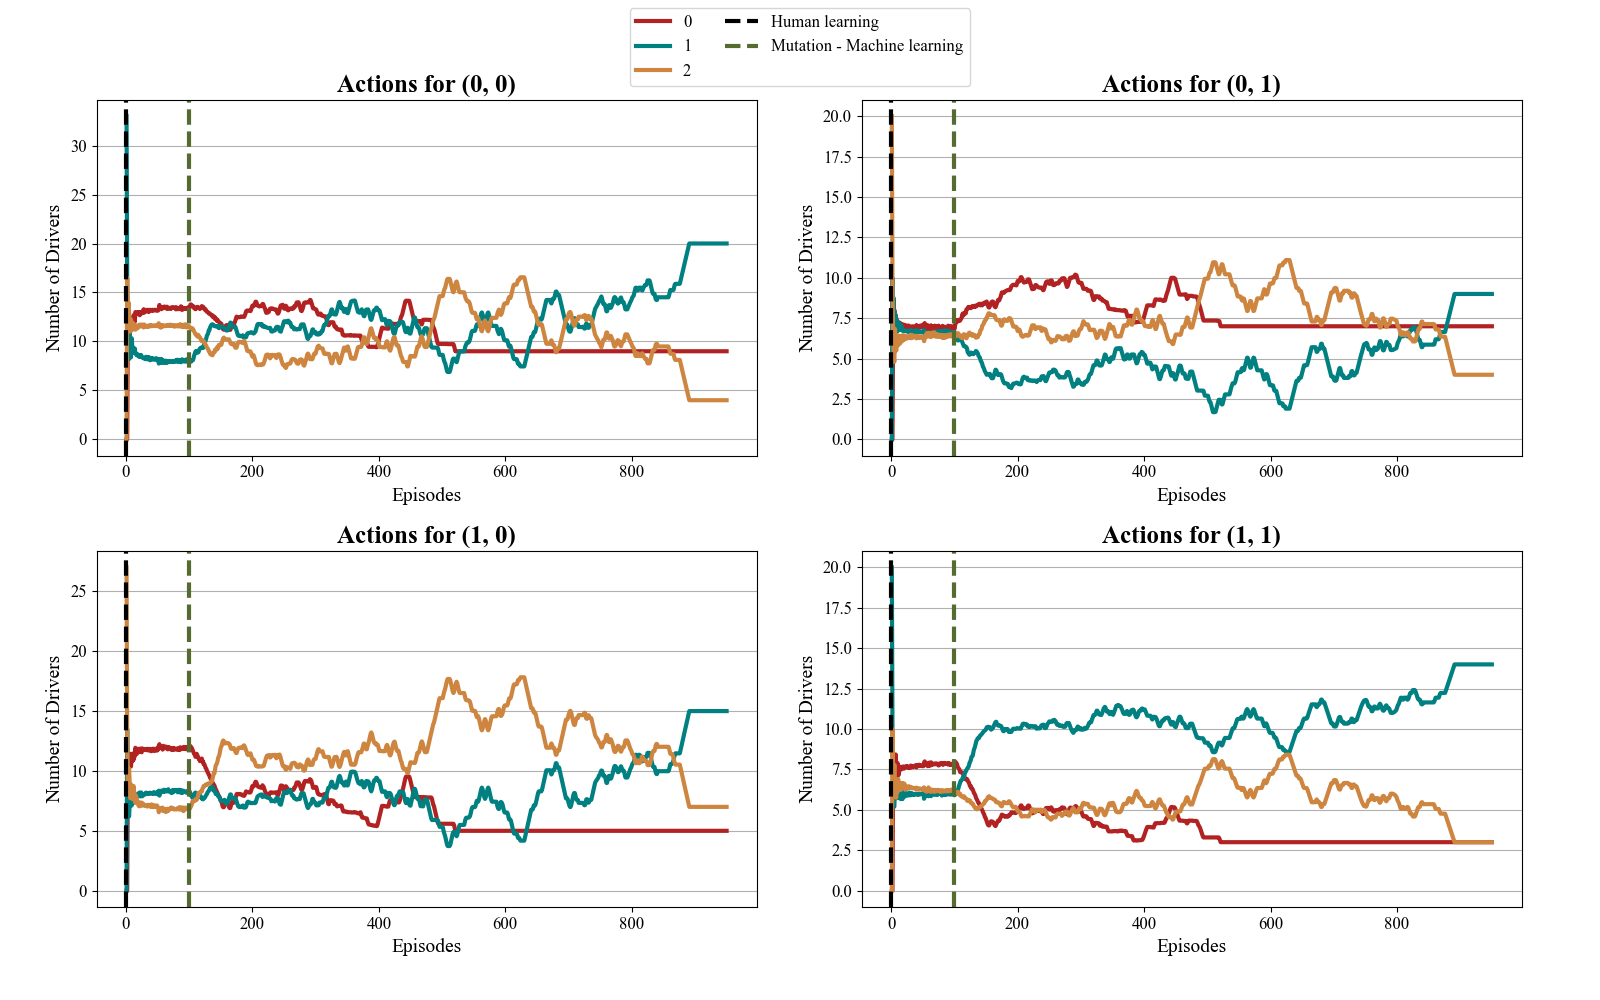 0
1
2
Human learning
Mutation - Machine learning
Actions for (0, 0)
Number of Drivers
30
25
20
15
10
5
0
0 200 400 600 800
Episodes
Actions for (0, 1)
Number of Drivers
20.0
17.5
15.0
12.5
10.0
7.5
5.0
2.5
0.0
0 200 400 600 800
Episodes
Actions for (1, 0)
Number of Drivers
25
20
15
10
5
0
0 200 400 600 800
Episodes
Actions for (1, 1)
Number of Drivers
20.0
17.5
15.0
12.5
10.0
7.5
5.0
2.5
0.0
0 200 400 600 800
Episodes